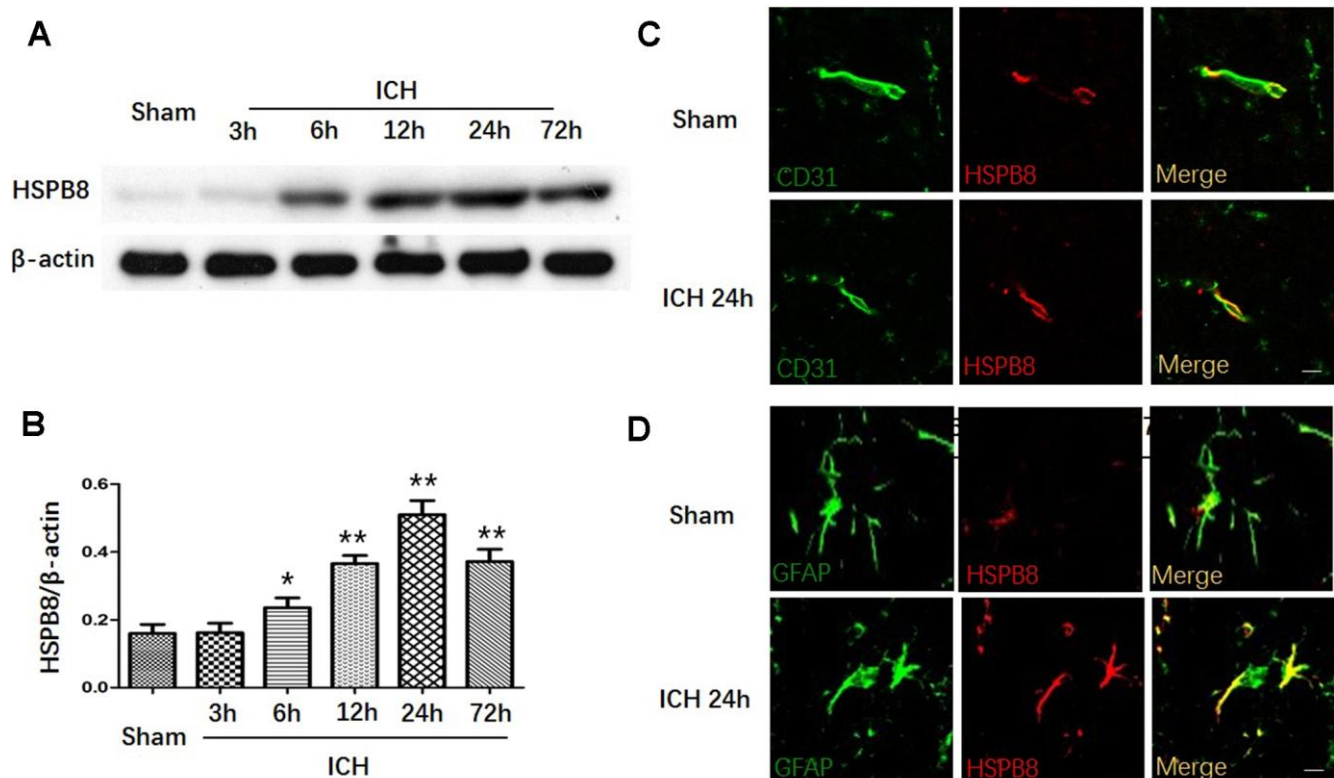 A
ICH
Sham 3h 6h 12h 24h 72h
HSPB8
β-actin
B
HSPB8/β-actin
0.6
0.4
0.2
0.0
* ** ** **
Sham 3h 6h 12h 24h 72h
ICH
C
Sham
CD31 HSPB8 Merge
ICH 24h
CD31 HSPB8 Merge
D
Sham
GFAP HSPB8 Merge
ICH 24h
GFAP HSPB8 Merge